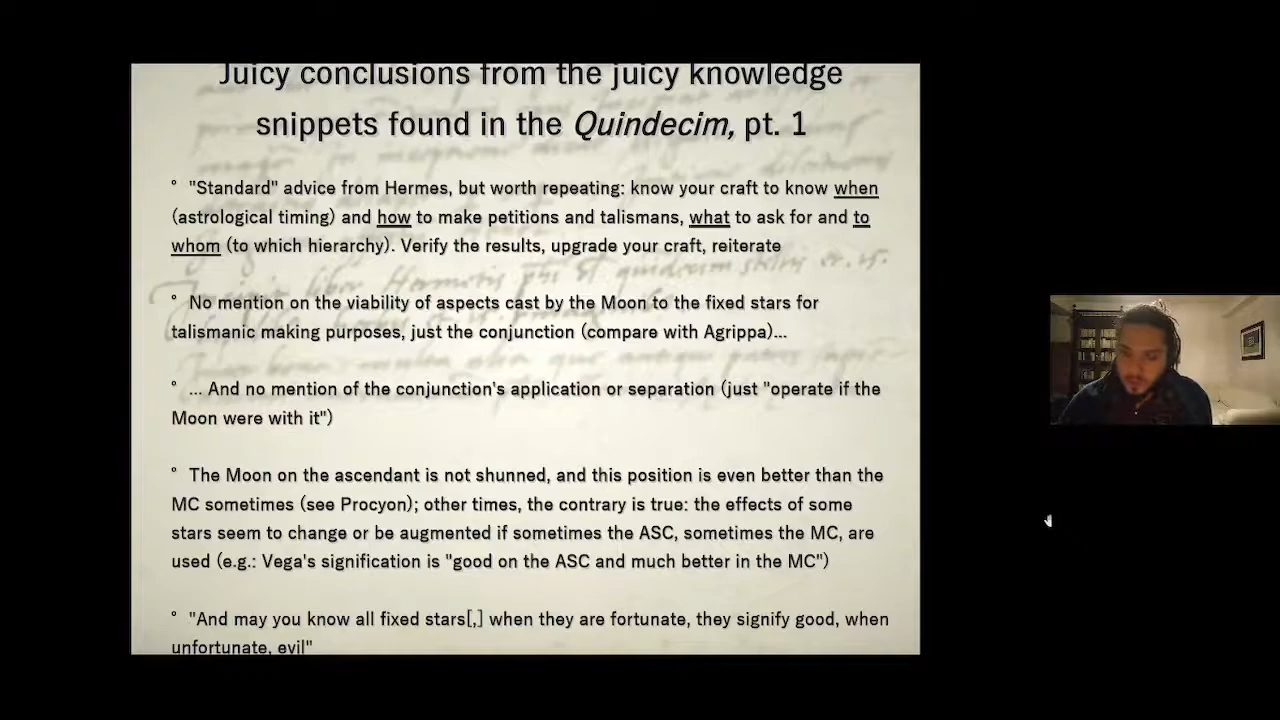 Juicy conclusions from the juicy knowledge
snippets found in the Quindecim, pt. 1
° "Standard" advice from Hermes, but worth repeating: know your craft to know when
(astrological timing) and how to make petitions and talismans, what to ask for and to
whom (to which hierarchy). Verify the results, upgrade your craft, reiterate
° No mention on the viability of aspects cast by the Moon to the fixed stars for
talismanic making purposes, just the conjunction (compare with Agrippa)...
° ... And no mention of the conjunction's application or separation (just "operate if the
Moon were with it")
° The Moon on the ascendant is not shunned, and this position is even better than the
MC sometimes (see Procyon); other times, the contrary is true: the effects of some
stars seem to change or be augmented if sometimes the ASC, sometimes the MC, are
used (e.g.: Vega's signification is "good on the ASC and much better in the MC")
° "And may you know all fixed stars[,] when they are fortunate, they signify good, when
unfortunate, evil"